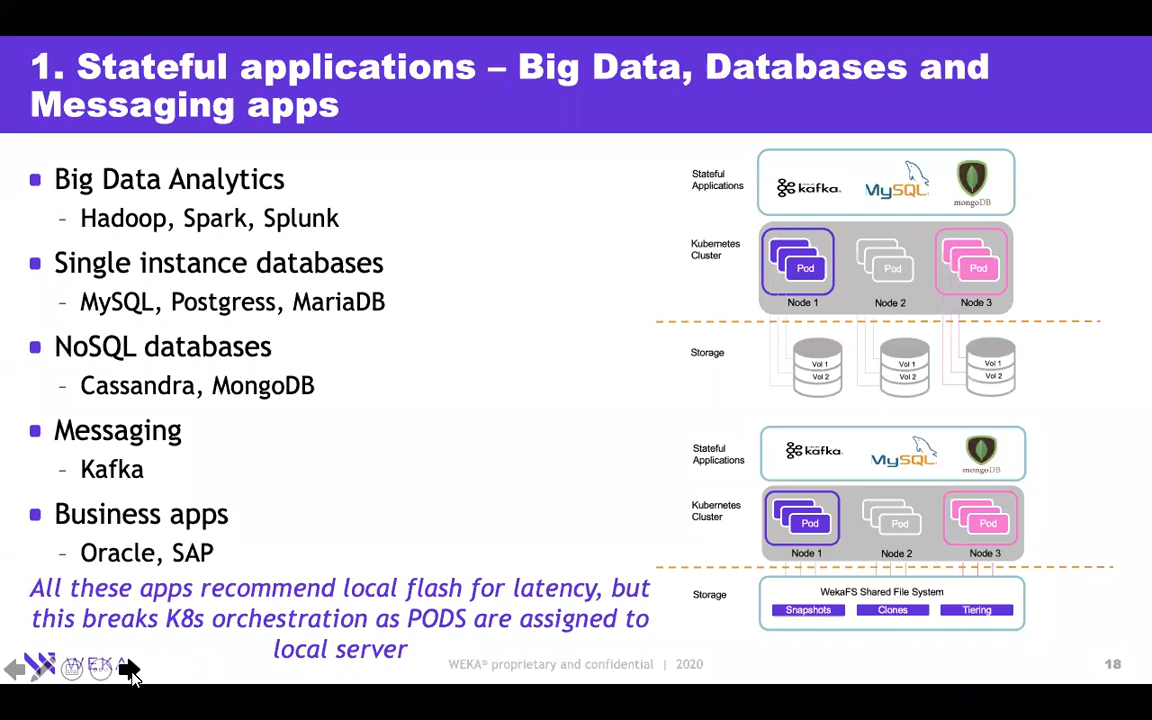 1. Stateful applications – Big Data, Databases and
Messaging apps
Big Data Analytics
- Hadoop, Spark, Splunk
Single instance databases
- MySQL, Postgress, MariaDB
NoSQL databases
- Cassandra, MongoDB
Messaging
- Kafka
Business apps
- Oracle, SAP
All these apps recommend local flash for latency, but
this breaks K8s orchestration as PODS are assigned to
local server
Stateful
Applications
kafka.
MySQL
mongoDB
Kubernetes
Cluster
Pod
Pod
Pod
Node 1
Node 2
Node 3
Storage
Vol 1
Vol 2
Vol 1
Vol 2
Vol 1
Vol 2
Stateful
Applications
kafka.
MySQL
mongoDB
Kubernetes
Cluster
Pod
Pod
Pod
Node 1
Node 2
Node 3
Storage
WekaFS Shared File System
Snapshots
Clones
Tiering
WEKA
WEKA® proprietary and confidential | 2020
18